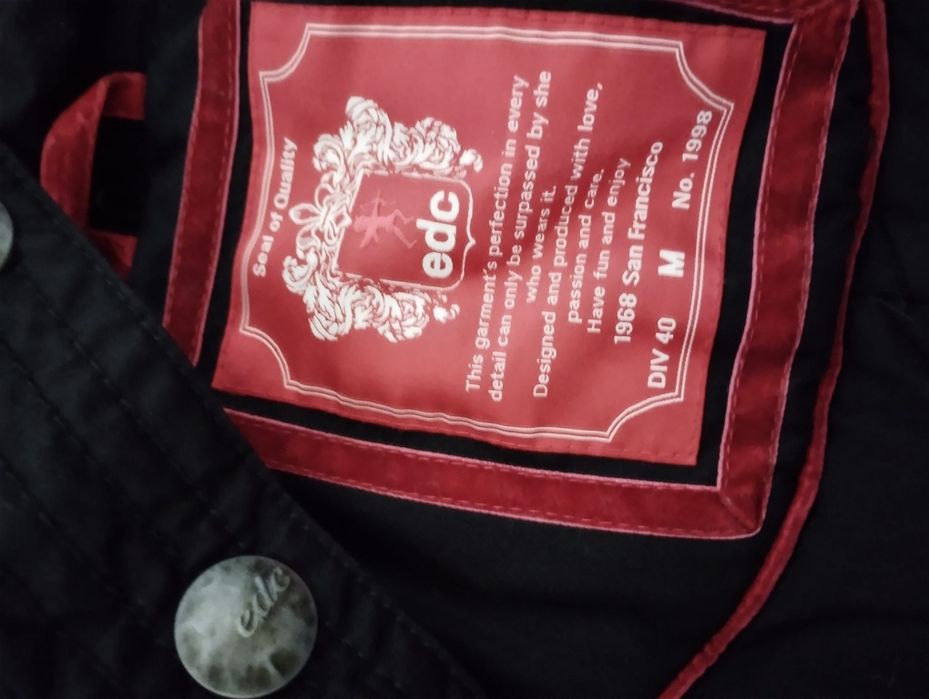 Seal of Quality
edc
This garment's perfection in every
detail can only be surpassed by she
who wears it.
Designed and produced with love,
passion and care.
Have fun and enjoy
1968 San Francisco
DIV 40 M No. 1998
edc